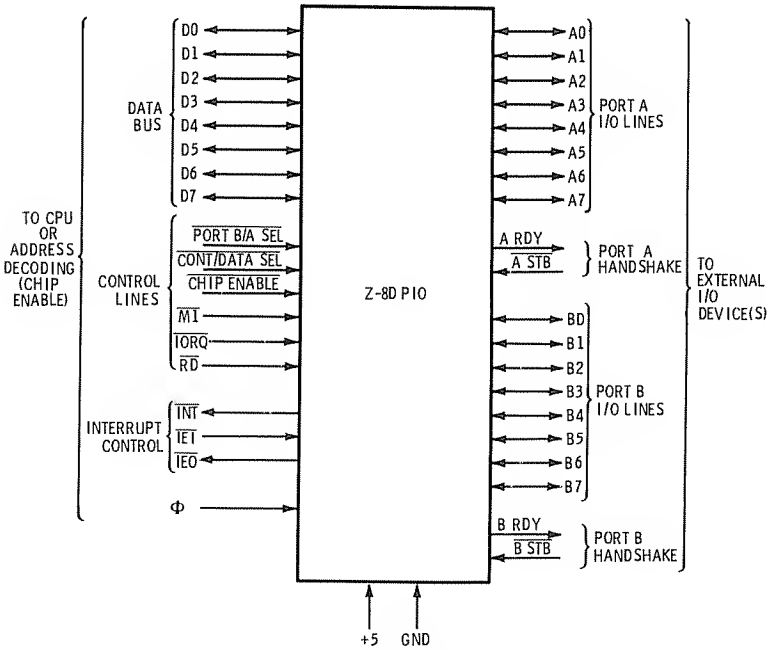 D0
D1
D2
D3
D4
D5
D6
D7
DATA
BUS
TO CPU
OR
ADDRESS
DECODING
(CHIP
ENABLE)
PORT B/A SEL
CONT/DATA SEL
CHIP ENABLE
MI
IORQ
RD
CONTROL
LINES
INT
IEI
IEO
INTERRUPT
CONTROL
Φ
Z-8D PIO
+5 GND
A0
A1
A2
A3
A4
A5
A6
A7
PORT A
I/O LINES
A RDY
A STB
PORT A
HANDSHAKE
BD
B1
B2
B3
B4
B5
B6
B7
PORT B
I/O LINES
B RDY
B STB
PORT B
HANDSHAKE
TO
EXTERNAL
I/O
DEVICE(S)